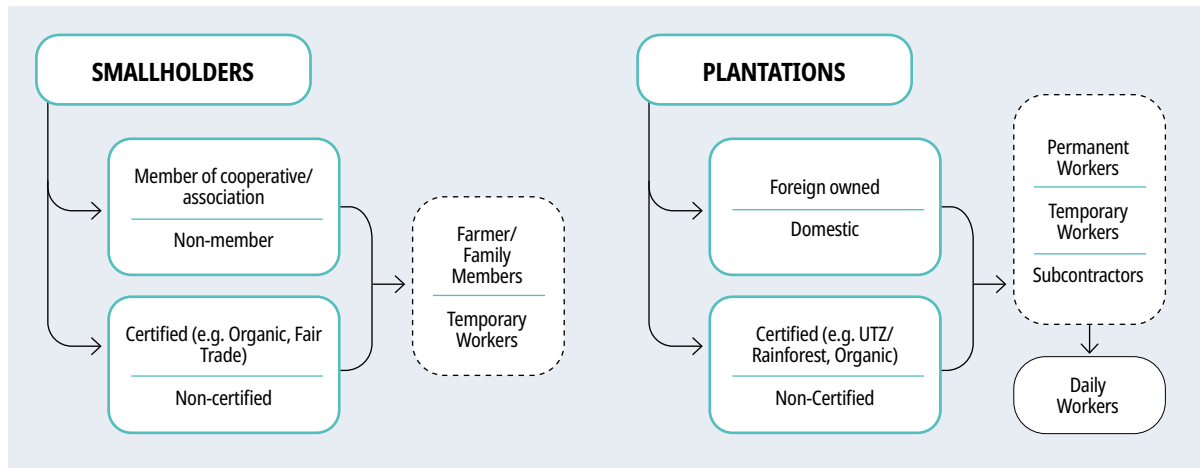 SMALLHOLDERS
Member of cooperative/
association
Non-member
Certified (e.g. Organic, Fair
Trade)
Non-certified
Farmer/
Family
Members
Temporary
Workers
PLANTATIONS
Foreign owned
Domestic
Certified (e.g. UTZ/
Rainforest, Organic)
Non-Certified
Permanent
Workers
Temporary
Workers
Subcontractors
Daily
Workers